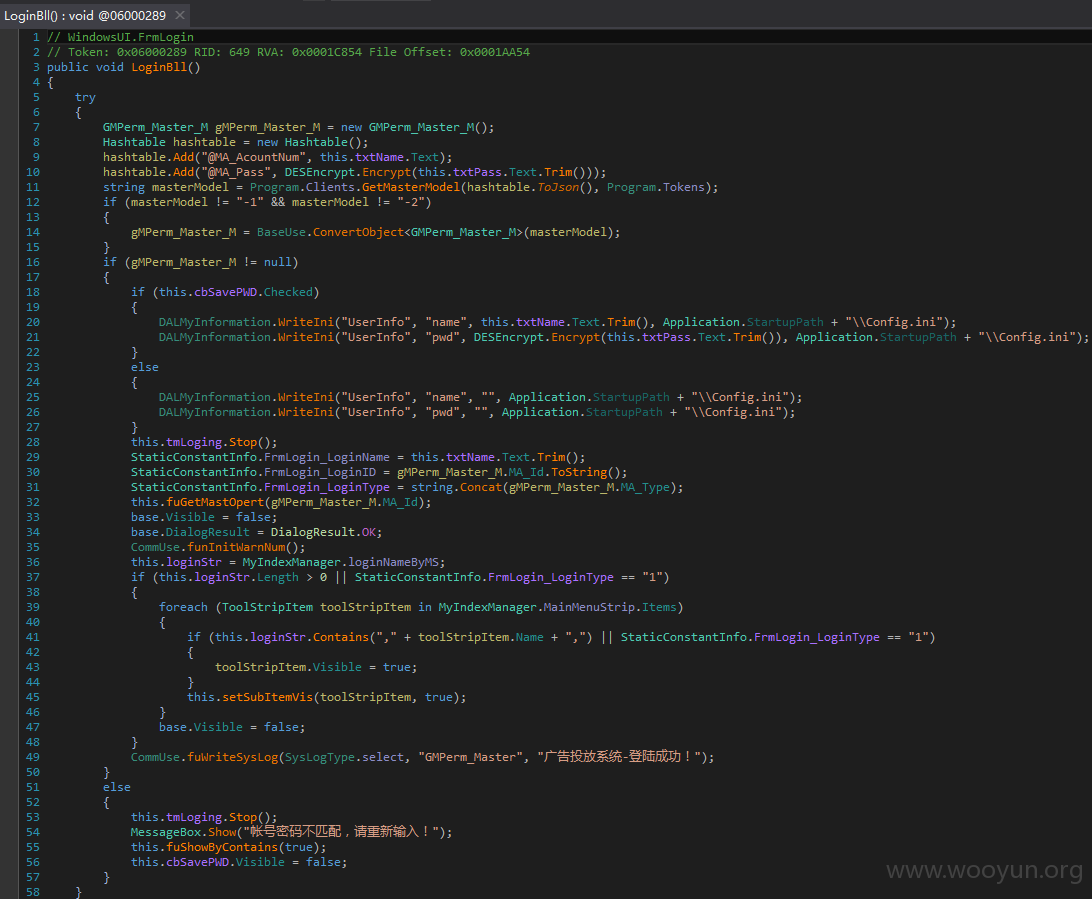 LoginBll() : void @06000289 ×
1 // WindowsUI.FrmLogin
2 // Token: 0x06000289 RID: 649 RVA: 0x0001C854 File Offset: 0x0001AA54
3 public void LoginBll()
4 {
5 try
6 {
7 GMPerm_Master_M gMPerm_Master_M = new GMPerm_Master_M();
8 Hashtable hashtable = new Hashtable();
9 hashtable.Add("@MA_AcountNum", this.txtName.Text);
10 hashtable.Add("@MA_Pass", DESEncrypt.Encrypt(this.txtPass.Text.Trim()));
11 string masterModel = Program.Clients.GetMasterModel(hashtable.ToJson(), Program.Tokens);
12 if (masterModel != "-1" && masterModel != "-2")
13 {
14 gMPerm_Master_M = BaseUse.ConvertObject<GMPerm_Master_M>(masterModel);
15 }
16 if (gMPerm_Master_M != null)
17 {
18 if (this.cbSavePWD.Checked)
19 {
20 DALMyInformation.WriteIni("UserInfo", "name", this.txtName.Text.Trim(), Application.StartupPath + "\\Config.ini");
21 DALMyInformation.WriteIni("UserInfo", "pwd", DESEncrypt.Encrypt(this.txtPass.Text.Trim()), Application.StartupPath + "\\Config.ini");
22 }
23 else
24 {
25 DALMyInformation.WriteIni("UserInfo", "name", "", Application.StartupPath + "\\Config.ini");
26 DALMyInformation.WriteIni("UserInfo", "pwd", "", Application.StartupPath + "\\Config.ini");
27 }
28 this.tmLoging.Stop();
29 StaticConstantInfo.FrmLogin_LoginName = this.txtName.Text.Trim();
30 StaticConstantInfo.FrmLogin_LoginID = gMPerm_Master_M.MA_Id.ToString();
31 StaticConstantInfo.FrmLogin_LoginType = string.Concat(gMPerm_Master_M.MA_Type);
32 this.fuGetMastOpert(gMPerm_Master_M.MA_Id);
33 base.Visible = false;
34 base.DialogResult = DialogResult.OK;
35 CommUse.funInitWarnNum();
36 this.loginStr = MyIndexManager.loginNameByMS;
37 if (this.loginStr.Length > 0 || StaticConstantInfo.FrmLogin_LoginType == "1")
38 {
39 foreach (ToolStripItem toolStripItem in MyIndexManager.MainMenuStrip.Items)
40 {
41 if (this.loginStr.Contains("," + toolStripItem.Name + ",") || StaticConstantInfo.FrmLogin_LoginType == "1")
42 {
43 toolStripItem.Visible = true;
44 }
45 this.setSubItemVis(toolStripItem, true);
46 }
47 base.Visible = false;
48 }
49 CommUse.fuWriteSysLog(SysLogType.select, "GMPerm_Master", "广告投放系统-登陆成功！");
50 }
51 else
52 {
53 this.tmLoging.Stop();
54 MessageBox.Show("帐号密码不匹配，请重新输入！");
55 this.fuShowByContains(true);
56 this.cbSavePWD.Visible = false;
57 }
58 }
www.wooyun.org